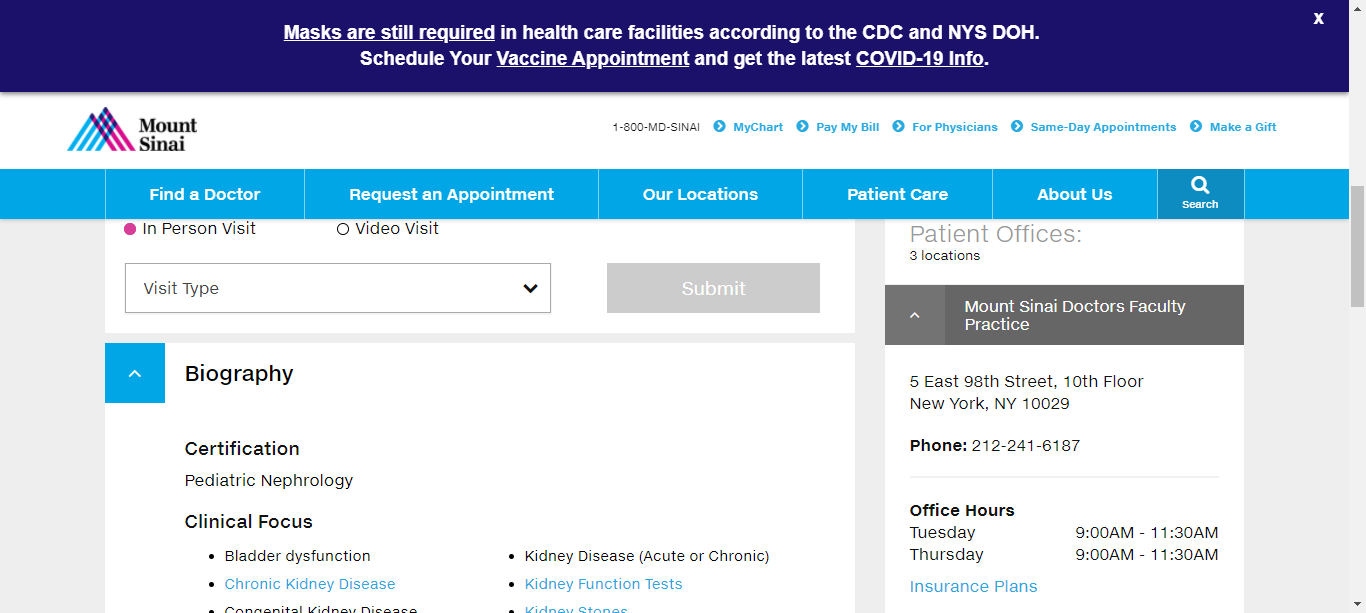 Masks are still required in health care facilities according to the CDC and NYS DOH.
Schedule Your Vaccine Appointment and get the latest COVID-19 Info.
X
Mount
Sinai
1-800-MD-SINAI
MyChart
Pay My Bill
For Physicians
Same-Day Appointments
Make a Gift
Find a Doctor
Request an Appointment
Our Locations
Patient Care
About Us
Search
In Person Visit
Video Visit
Visit Type
Submit
Biography
Certification
Pediatric Nephrology
Clinical Focus
Bladder dysfunction
Chronic Kidney Disease
Congenital Kidney Disease
Kidney Disease (Acute or Chronic)
Kidney Function Tests
Kidney Stones
Patient Offices:
3 locations
Mount Sinai Doctors Faculty
Practice
5 East 98th Street, 10th Floor
New York, NY 10029
Phone: 212-241-6187
Office Hours
Tuesday 9:00AM - 11:30AM
Thursday 9:00AM - 11:30AM
Insurance Plans